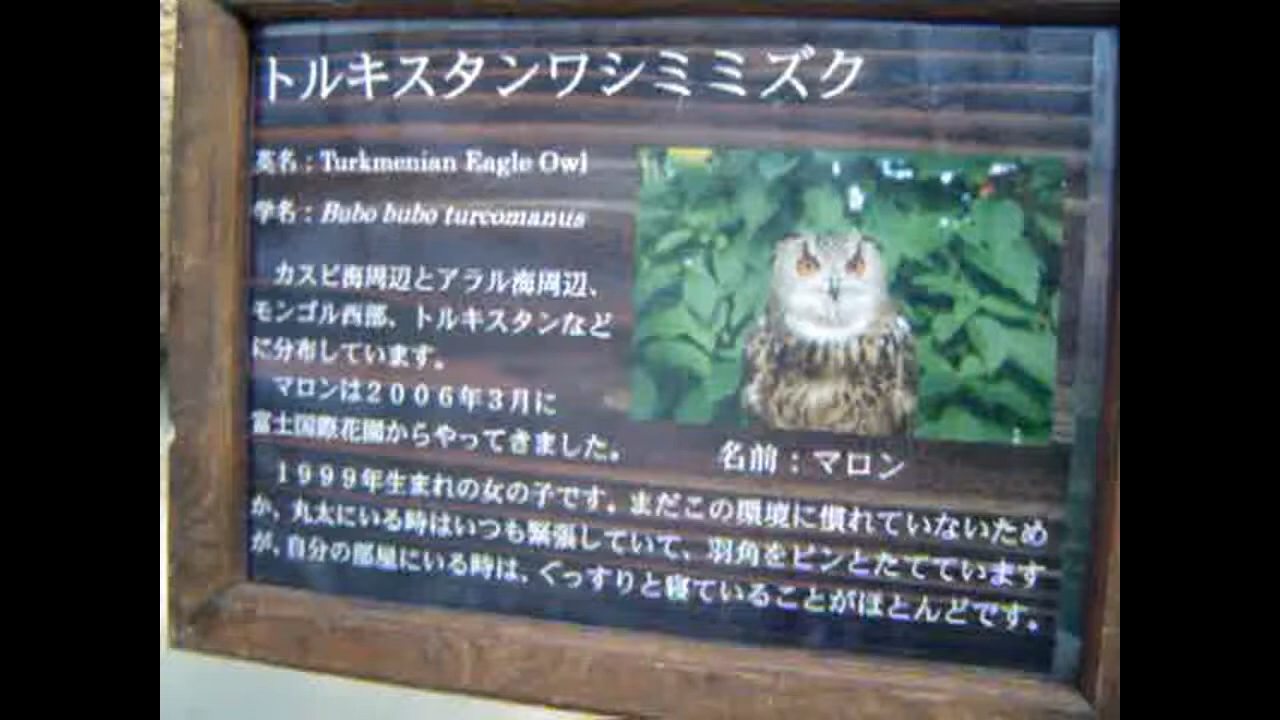 トルキスタンワシミミズク
英名：Turkmenian Eagle Owl
学名：Bubo bubo turcomanus
カスピ海周辺とアラル海周辺、
モンゴル西部、トルキスタンなど
に分布しています。
マロンは２００６年３月に
富士国際花園からやってきました。
名前：マロン
１９９９年生まれの女の子です。まだこの環境に慣れていないため
か、丸太にいる時はいつも緊張していて、羽角をピンとたてています
が、自分の部屋にいる時は、ぐっすりと寝ていることがほとんどです。